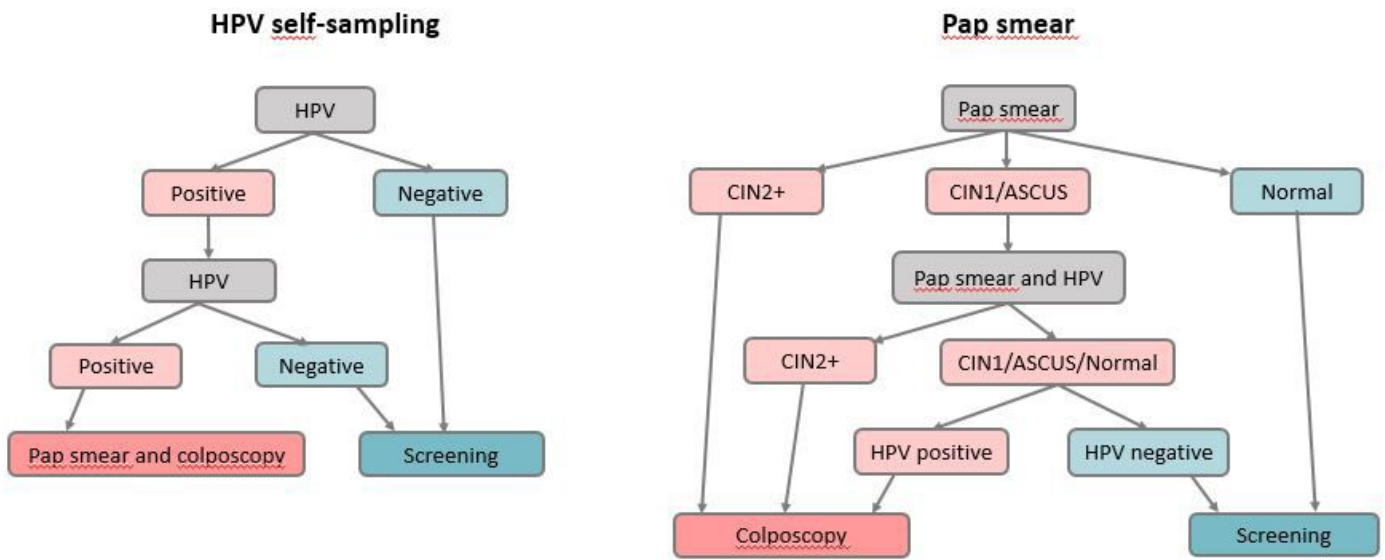 HPV self-sampling
HPV
Positive
Negative
HPV
Positive
Negative
Pap smear and colposcopy
Screening
Pap smear
Pap smear
CIN2+
CIN1/ASCUS
Normal
Pap smear and HPV
CIN2+
CIN1/ASCUS/Normal
HPV positive
HPV negative
Colposcopy
Screening